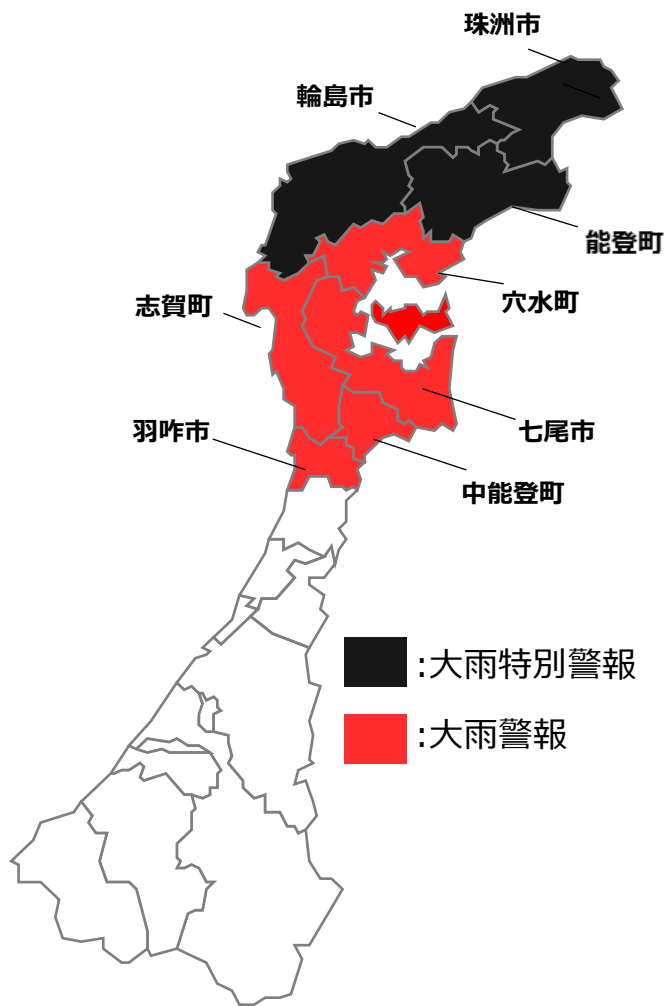 珠洲市
輪島市
能登町
穴水町
志賀町
七尾市
羽咋市
中能登町
:大雨特別警報
:大雨警報